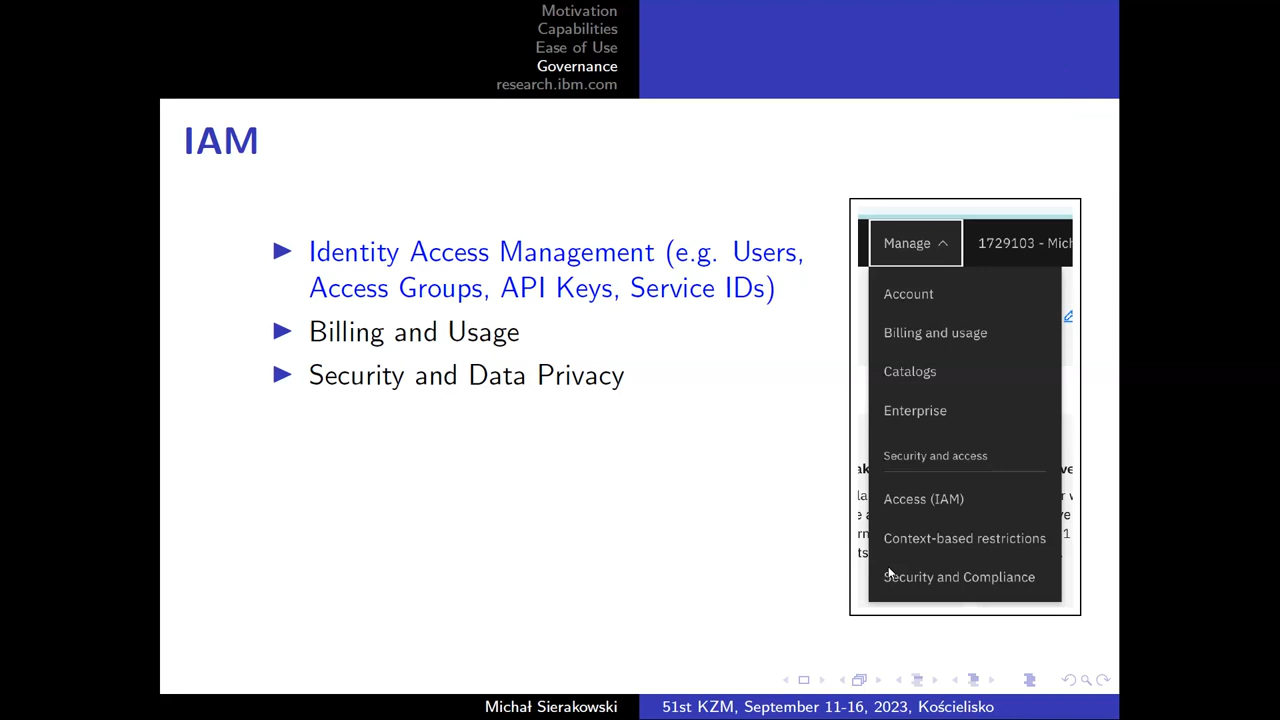 Motivation
Capabilities
Ease of Use
Governance
research.ibm.com
IAM
Identity Access Management (e.g. Users,
Access Groups, API Keys, Service IDs)
Billing and Usage
Security and Data Privacy
Manage
1729103 - Mich
Account
Billing and usage
Catalogs
Enterprise
Security and access
Access (IAM)
Context-based restrictions
Security and Compliance
Michał Sierakowski
51st KZM, September 11-16, 2023, Kościelisko